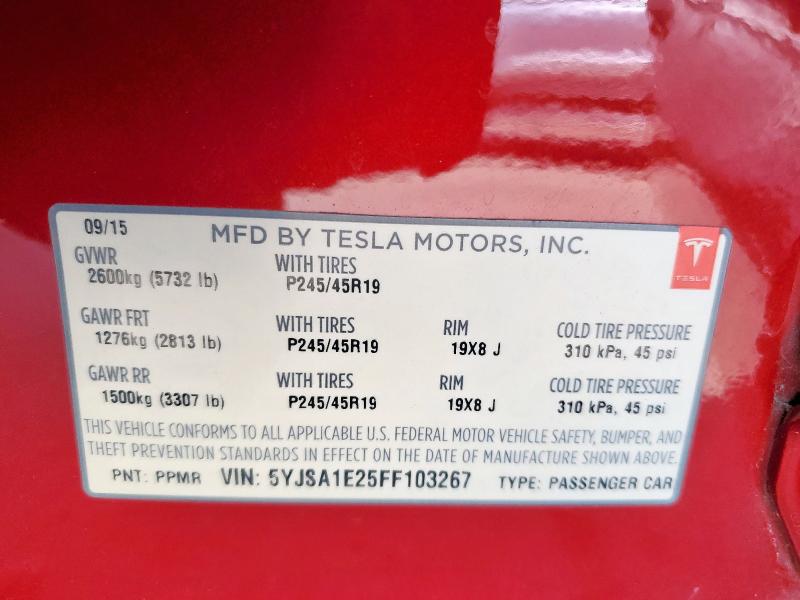 09/15
MFD BY TESLA MOTORS, INC.
TESLA
GVWR WITH TIRES
2600kg (5732 lb) P245/45R19
GAWR FRT WITH TIRES RIM COLD TIRE PRESSURE
1276kg (2813 lb) P245/45R19 19X8 J 310 kPa, 45 psi
GAWR RR WITH TIRES RIM COLD TIRE PRESSURE
1500kg (3307 lb) P245/45R19 19X8 J 310 kPa, 45 psi
THIS VEHICLE CONFORMS TO ALL APPLICABLE U.S. FEDERAL MOTOR VEHICLE SAFETY, BUMPER, AND
THEFT PREVENTION STANDARDS IN EFFECT ON THE DATE OF MANUFACTURE SHOWN ABOVE.
PNT: PPMR VIN: 5YJSA1E25FF103267 TYPE: PASSENGER CAR